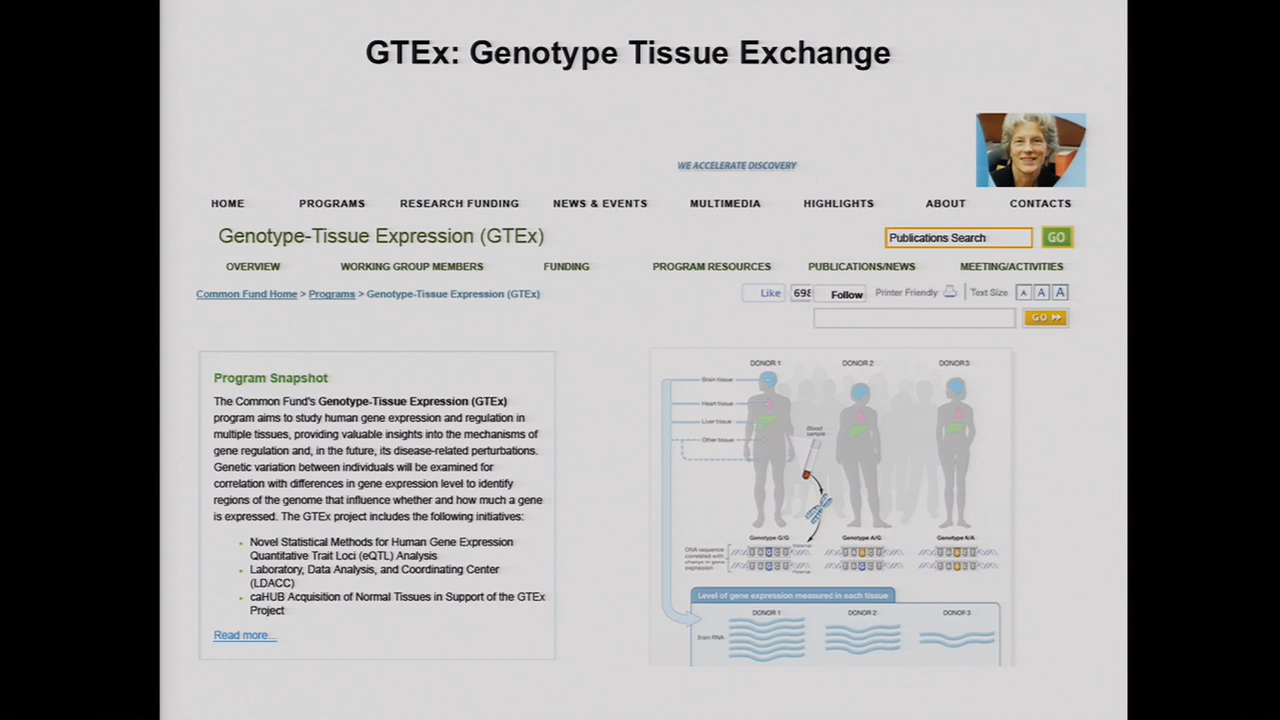 GTEx: Genotype Tissue Exchange
WE ACCELERATE DISCOVERY
HOME PROGRAMS RESEARCH FUNDING NEWS & EVENTS MULTIMEDIA HIGHLIGHTS ABOUT CONTACTS
Genotype-Tissue Expression (GTEx)
Publications Search GO
OVERVIEW WORKING GROUP MEMBERS FUNDING PROGRAM RESOURCES PUBLICATIONS/NEWS MEETING/ACTIVITIES
Common Fund Home > Programs > Genotype-Tissue Expression (GTEx)
Like 698 Follow Printer Friendly Text Size A A A
GO
Program Snapshot
The Common Fund's Genotype-Tissue Expression (GTEx)
program aims to study human gene expression and regulation in
multiple tissues, providing valuable insights into the mechanisms of
gene regulation and, in the future, its disease-related perturbations.
Genetic variation between individuals will be examined for
correlation with differences in gene expression level to identify
regions of the genome that influence whether and how much a gene
is expressed. The GTEx project includes the following initiatives:
Novel Statistical Methods for Human Gene Expression
Quantitative Trait Loci (eQTL) Analysis
Laboratory, Data Analysis, and Coordinating Center
(LDACC)
caHUB Acquisition of Normal Tissues in Support of the GTEx
Project
Read more...
DONOR 1 DONOR 2 DONOR 3
Brain tissue
Heart tissue
Liver tissue
Other tissue
Blood
sample
Genotype G/G Genotype A/G Genotype A/A
DNA sequence
correlated with
change in gene
expression
Level of gene expression measured in each tissue
DONOR 1 DONOR 2 DONOR 3
Brain RNA